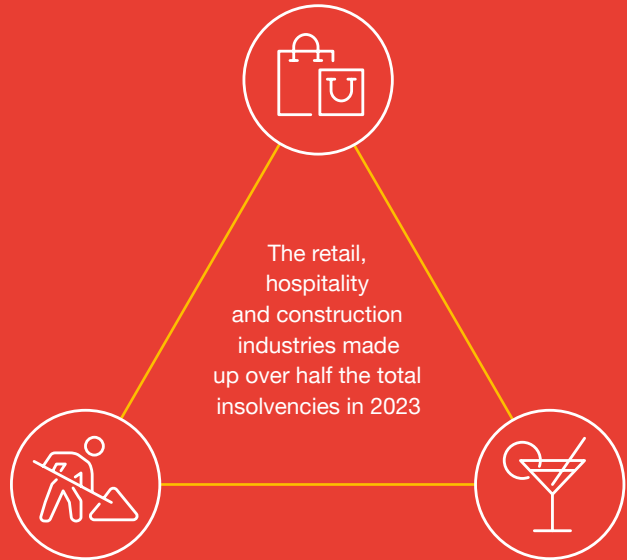 The retail,
hospitality
and construction
industries made
up over half the total
insolvencies in 2023